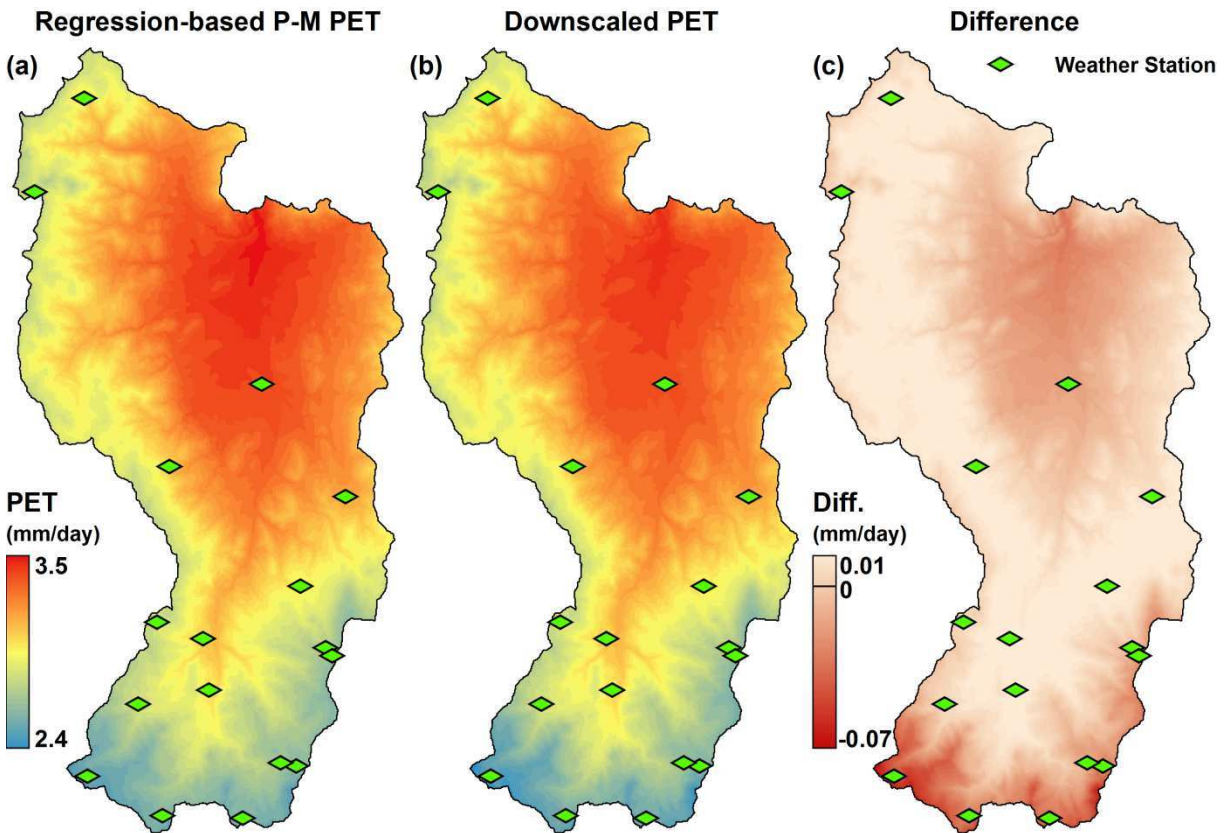 Regression-based P-M PET
Downscaled PET
Difference
(a)
(b)
(c)
Weather Station
PET
(mm/day)
3.5
2.4
Diff.
(mm/day)
0.01
0
-0.07